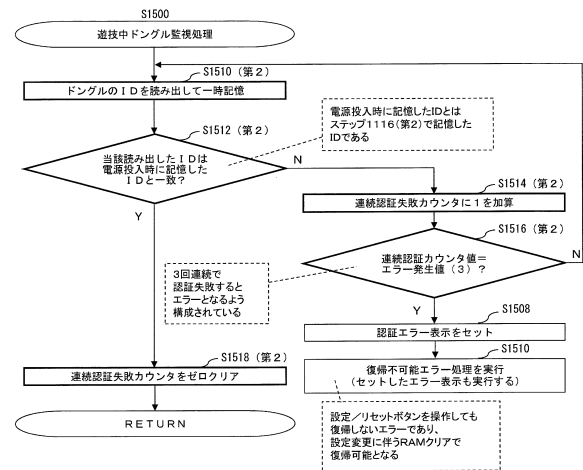 S1500
遊技中ドングル監視処理
S1510（第２）
ドングルのＩＤを読み出して一時記憶
電源投入時に記憶したIDとは
ステップ1116（第２）で記憶した
IDである
S1512（第２）
当該読み出したＩＤは
電源投入時に記憶した
ＩＤと一致？
N
Y
S1514（第２）
連続認証失敗カウンタに１を加算
S1516（第２）
連続認証カウンタ値＝
エラー発生値（３）？
N
Y
３回連続で
認証失敗すると
エラーとなるよう
構成されている
S1508
認証エラー表示をセット
S1510
復帰不可能エラー処理を実行
（セットしたエラー表示も実行する）
S1518（第２）
連続認証失敗カウンタをゼロクリア
ＲＥＴＵＲＮ
設定／リセットボタンを操作しても
復帰しないエラーであり、
設定変更に伴うRAMクリアで
復帰可能となる